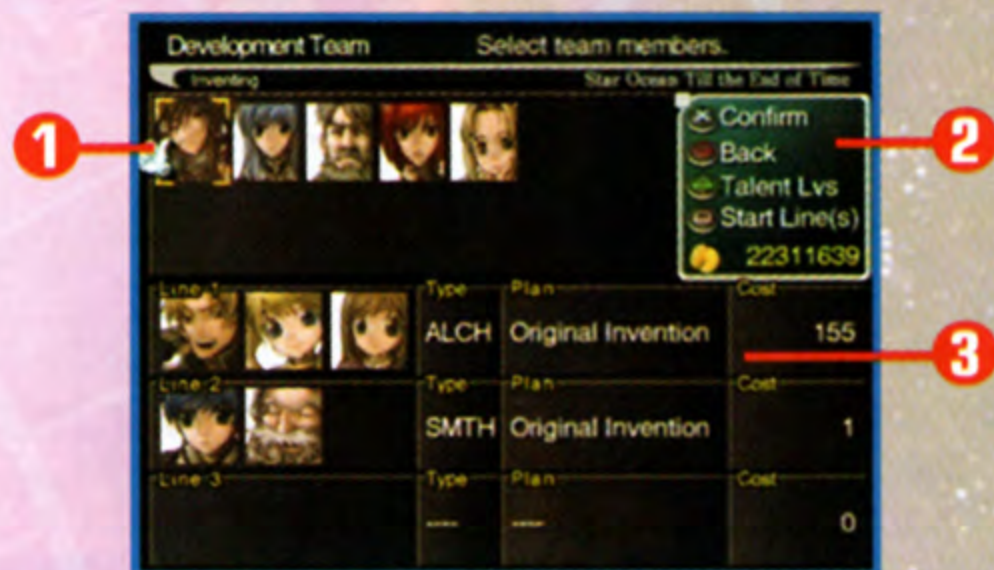 Development Team Select team members.
Inventing Star Ocean Till the End of Time
1
2
Confirm
Back
Talent Lvs
Start Line(s)
22311639
Line 1 Type Plan Cost
ALCH Original Invention 155
3
Line 2 Type Plan Cost
SMTH Original Invention 1
Line 3 Type Plan Cost
---- ---- 0